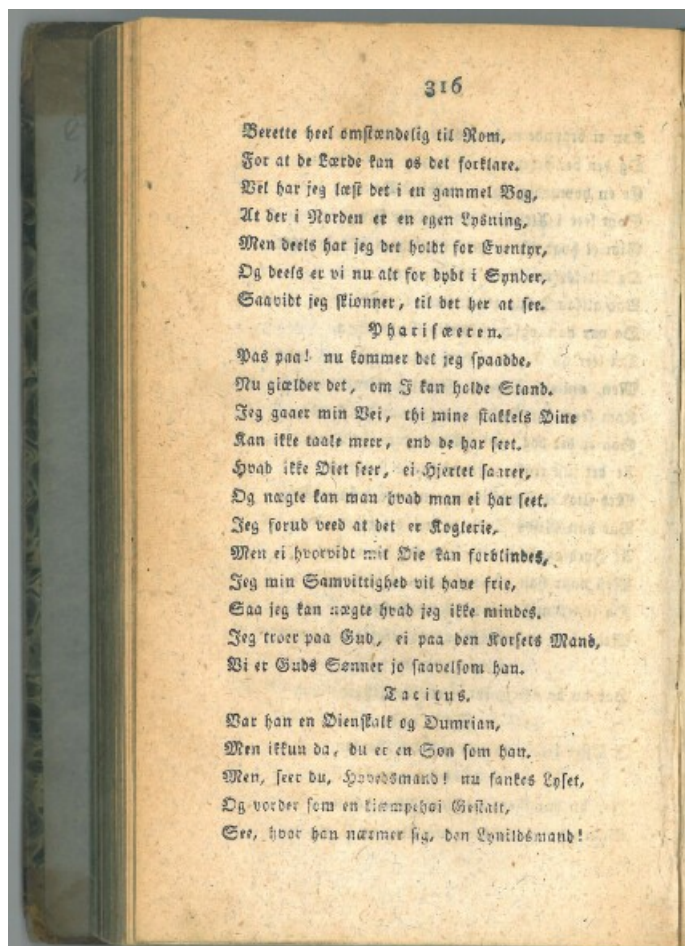 316
Berette heel omstændelig til Rom,
For at de Lærde kan os det forklare.
Vel har jeg læst det i en gammel Bog,
At der i Norden er en egen Lysning,
Men deels har jeg det holdt for Eventyr,
Og deels er vi nu alt for dybt i Synder,
Saavidt jeg skionner, til det her at see.
Pharisæeren.
Pas paa! nu kommer det jeg spaadde,
Nu giælder det, om I kan holde Stand.
Jeg gaaer min Vei, thi mine stakkels Öine
Kan ikke taale meer, end de har seet.
Hvad ikke Öiet seer, ei Hjertet saarer,
Og nægte kan man hvad man ei har seet.
Jeg forud veed at det er Koglerie,
Men ei hvorvidt mit Öie kan forblindes,
Jeg min Samvittighed vil have frie,
Saa jeg kan nægte hvad jeg ikke mindes.
Jeg troer paa Gud, ei paa den Korsets Mand,
Vi er Guds Sønner jo saavelsom han.
Tacitus.
Var han en Öienskalk og Dumrian,
Men ikkun da, du er en Søn som han.
Men, seer du, Hovedsmand! nu sankes Lyset,
Og vorder som en kiæmpehøi Gestalt,
See, hvor han nærmer sig, den Lynildsmand!